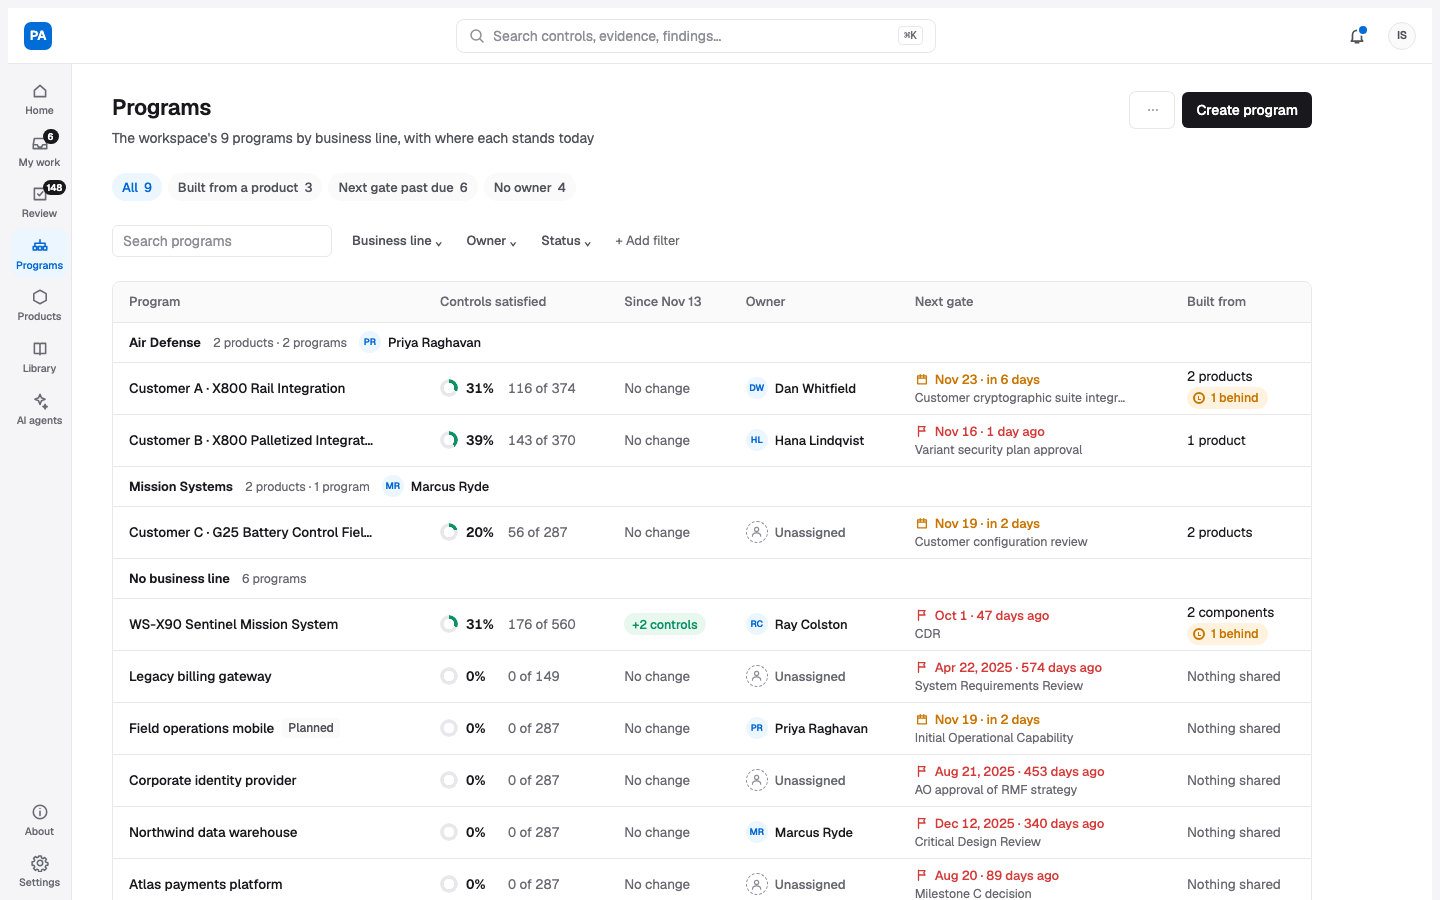 PA
Search controls, evidence, findings...
⌘K
IS
Home
6
My work
148
Review
Programs
Products
Library
AI agents
About
Settings
Programs
The workspace's 9 programs by business line, with where each stands today
...
Create program
All 9
Built from a product 3
Next gate past due 6
No owner 4
Search programs
Business line
Owner
Status
+ Add filter
Program Controls satisfied Since Nov 13 Owner Next gate Built from
Air Defense 2 products · 2 programs PR Priya Raghavan
Customer A · X800 Rail Integration 31% 116 of 374 No change DW Dan Whitfield Nov 23 · in 6 days 2 products
Customer cryptographic suite integr... 1 behind
Customer B · X800 Palletized Integrat... 39% 143 of 370 No change HL Hana Lindqvist Nov 16 · 1 day ago 1 product
Variant security plan approval
Mission Systems 2 products · 1 program MR Marcus Ryde
Customer C · G25 Battery Control Fiel... 20% 56 of 287 No change Unassigned Nov 19 · in 2 days 2 products
Customer configuration review
No business line 6 programs
WS-X90 Sentinel Mission System 31% 176 of 560 +2 controls RC Ray Colston Oct 1 · 47 days ago 2 components
CDR 1 behind
Legacy billing gateway 0% 0 of 149 No change Unassigned Apr 22, 2025 · 574 days ago Nothing shared
System Requirements Review
Field operations mobile Planned 0% 0 of 287 No change PR Priya Raghavan Nov 19 · in 2 days Nothing shared
Initial Operational Capability
Corporate identity provider 0% 0 of 287 No change Unassigned Aug 21, 2025 · 453 days ago Nothing shared
AO approval of RMF strategy
Northwind data warehouse 0% 0 of 287 No change MR Marcus Ryde Dec 12, 2025 · 340 days ago Nothing shared
Critical Design Review
Atlas payments platform 0% 0 of 287 No change Unassigned Aug 20 · 89 days ago Nothing shared
Milestone C decision